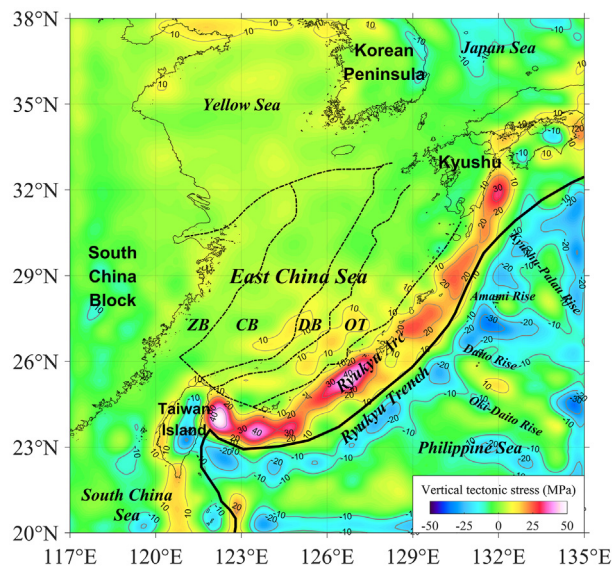 38°N
Korean
Peninsula
Japan Sea
35°N
Yellow Sea
Kyushu
32°N
South
China
Block
Kyushu-Palau Rise
29°N
East China Sea
Amami Rise
ZB
CB
DB
OT
26°N
Ryukyu Arc
Daito Rise
Ryukyu Trench
Oki-Daito Rise
Taiwan
Island
23°N
Philippine Sea
South China
Sea
Vertical tectonic stress (MPa)
-50
-25
0
25
50
20°N
117°E
120°E
123°E
126°E
129°E
132°E
135°E